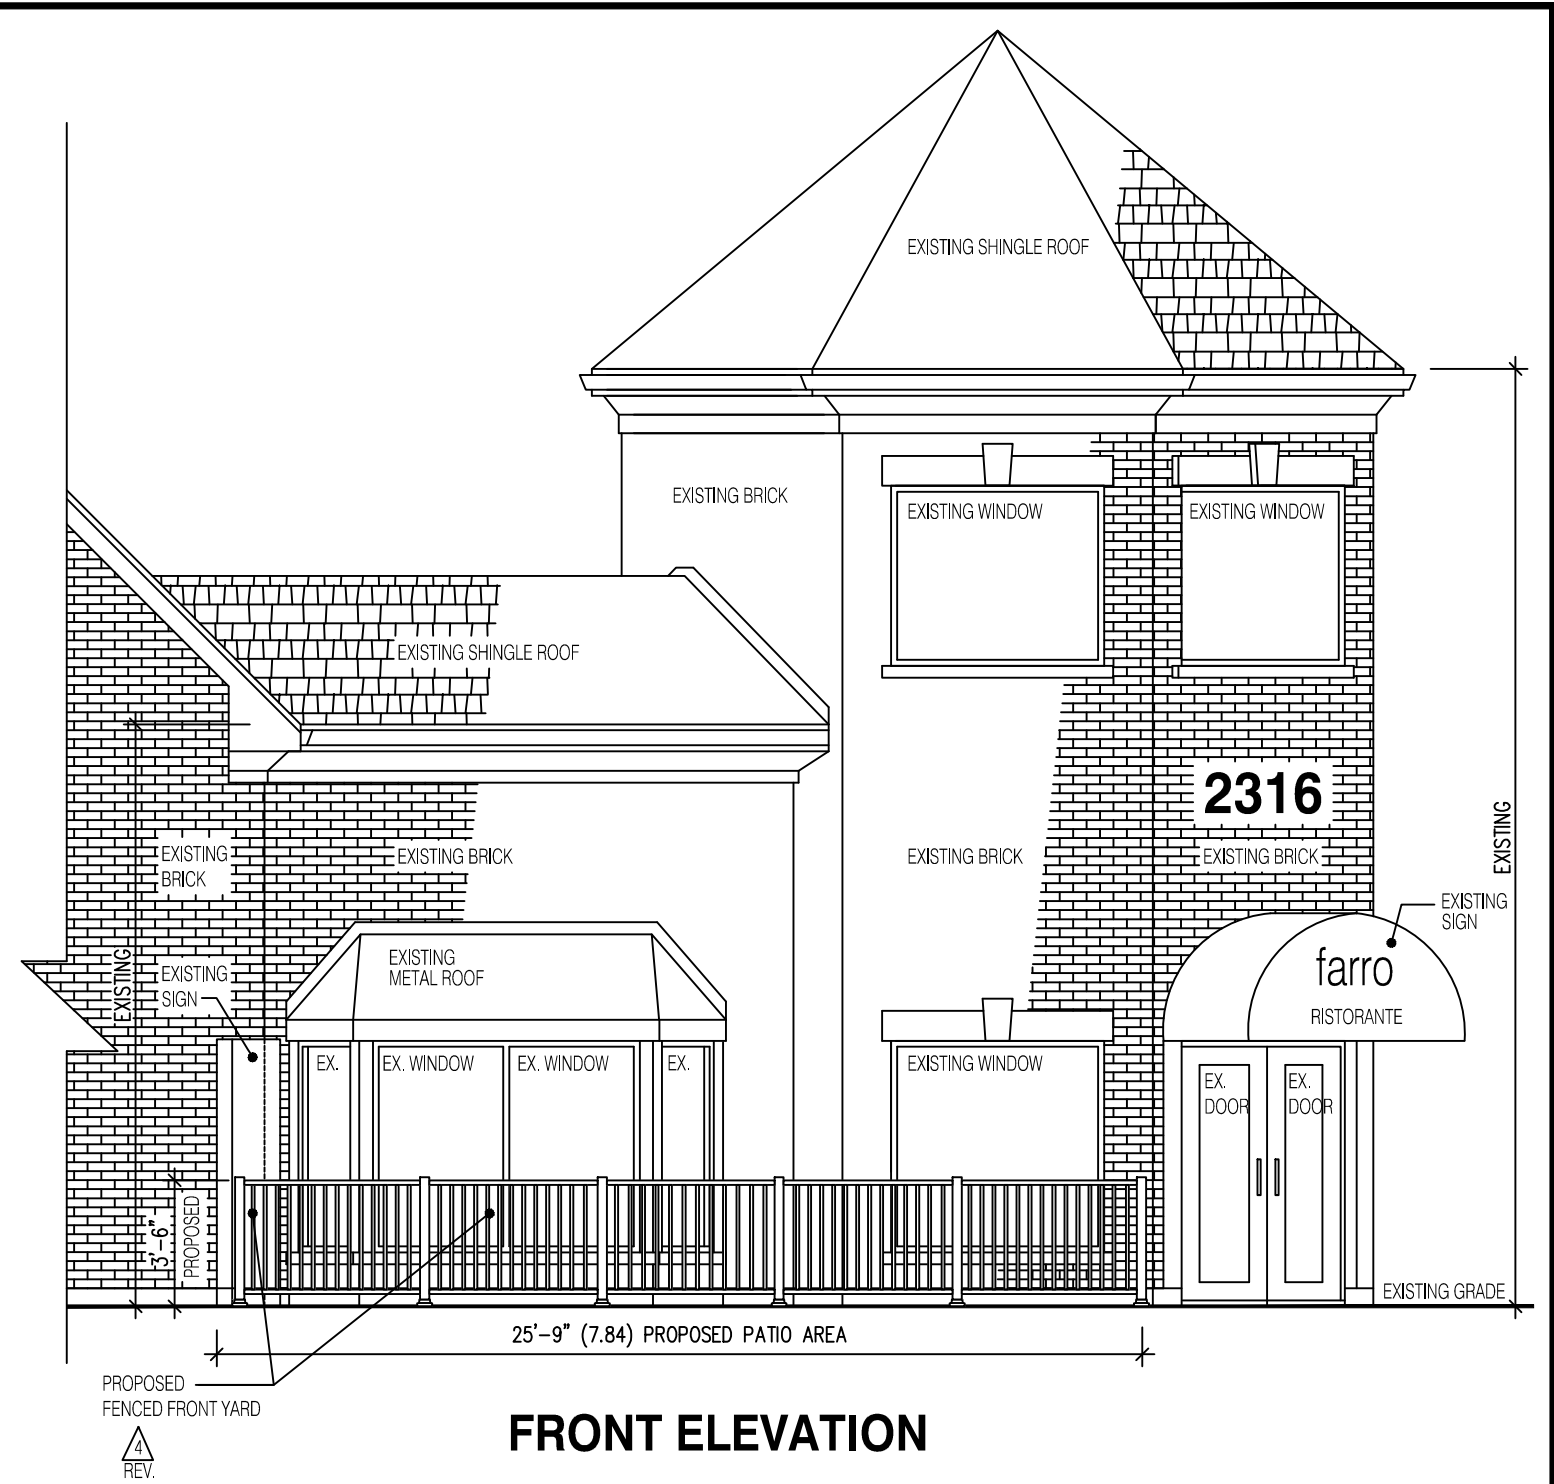 EXISTING SHINGLE ROOF
EXISTING BRICK
EXISTING WINDOW
EXISTING WINDOW
EXISTING SHINGLE ROOF
2316
EXISTING
BRICK
EXISTING BRICK
EXISTING BRICK
EXISTING BRICK
EXISTING
EXISTING
SIGN
EXISTING
EXISTING
SIGN
EXISTING
METAL ROOF
farro
RISTORANTE
EX.
EX. WINDOW
EX. WINDOW
EX.
EXISTING WINDOW
EX.
DOOR
EX.
DOOR
3'-6"
PROPOSED
EXISTING GRADE
25'-9" (7.84) PROPOSED PATIO AREA
PROPOSED
FENCED FRONT YARD
4
REV.
FRONT ELEVATION